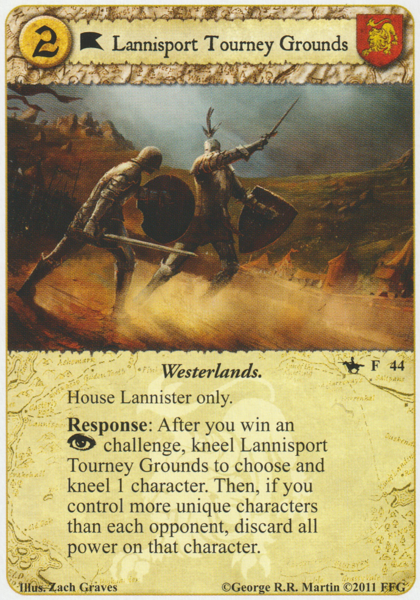 2 Lannisport Tourney Grounds
Westerlands.
F 44
House Lannister only.
Response: After you win an
challenge, kneel Lannisport
Tourney Grounds to choose and
kneel 1 character. Then, if you
control more unique characters
than each opponent, discard all
power on that character.
Illus. Zach Graves ©George R.R. Martin ©2011 FFG